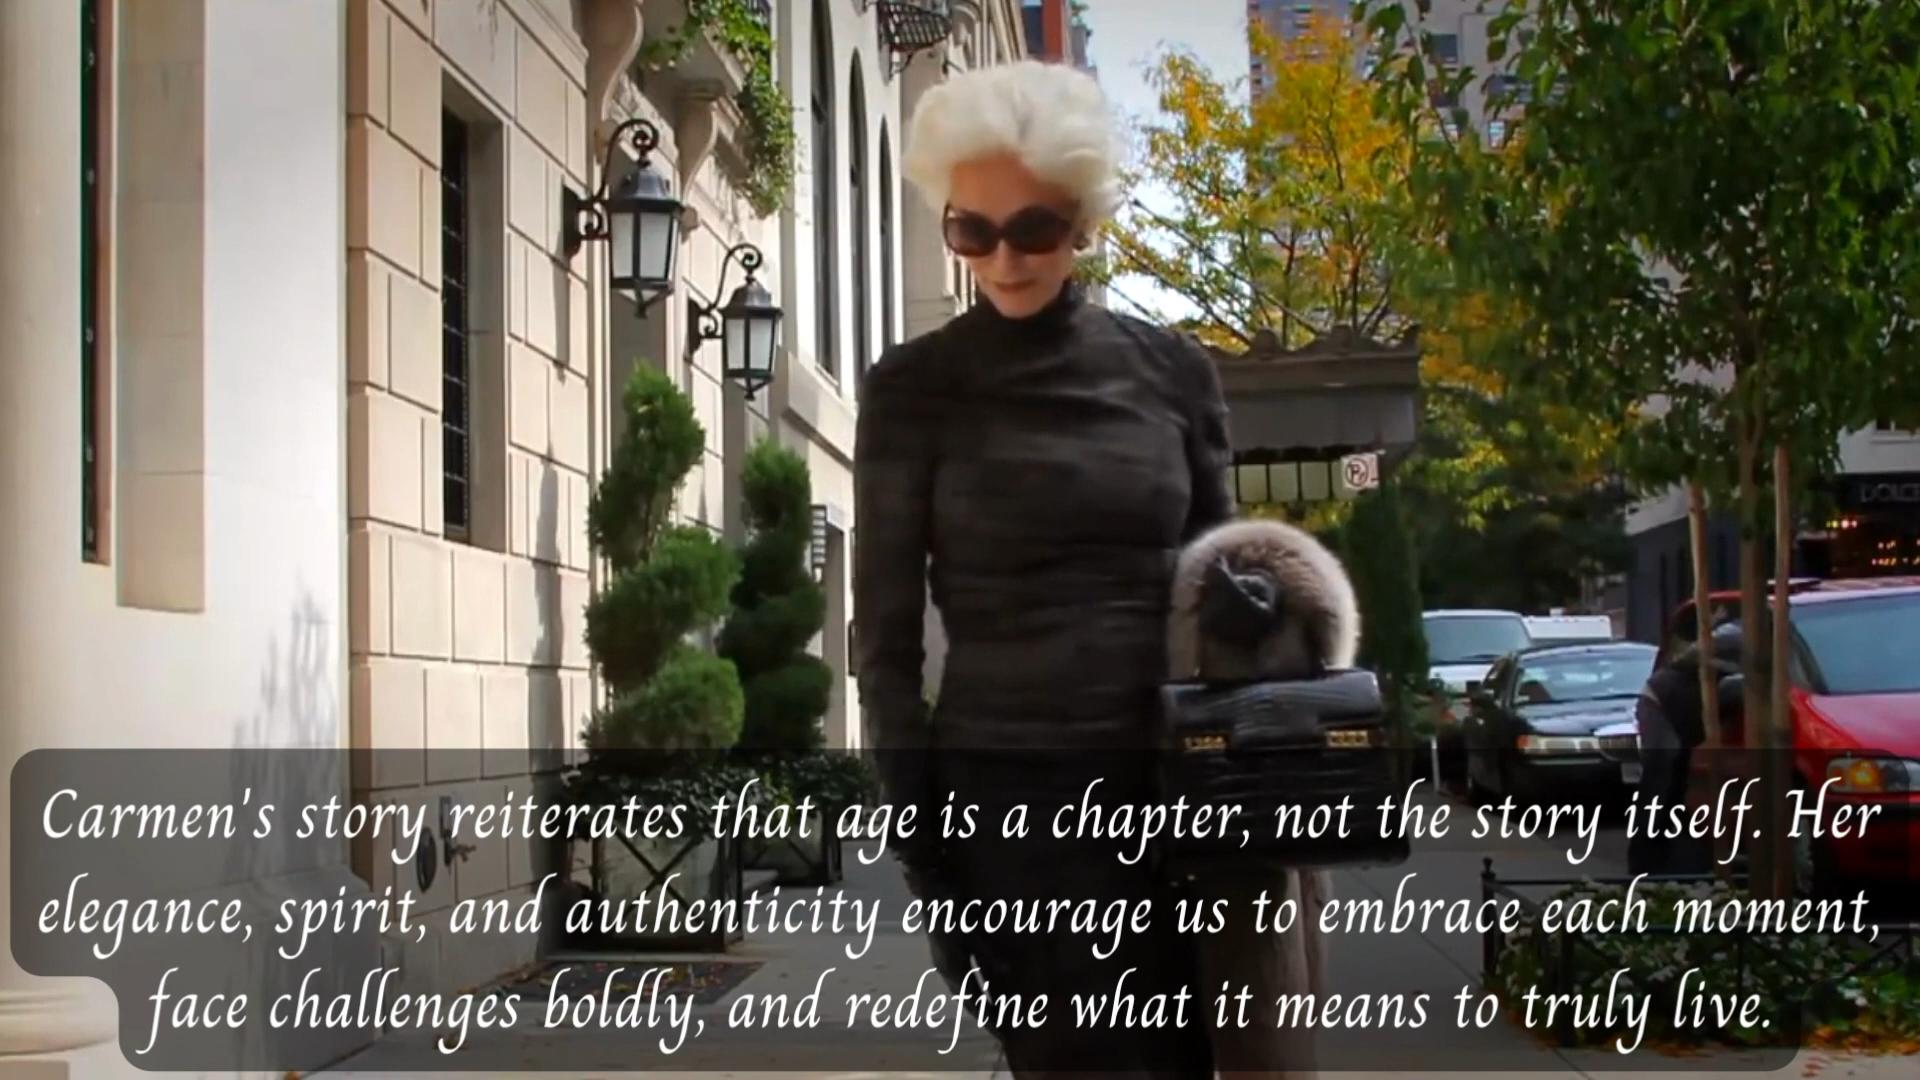 Carmen's story reiterates that age is a chapter, not the story itself. Her
elegance, spirit, and authenticity encourage us to embrace each moment,
face challenges boldly, and redefine what it means to truly live.